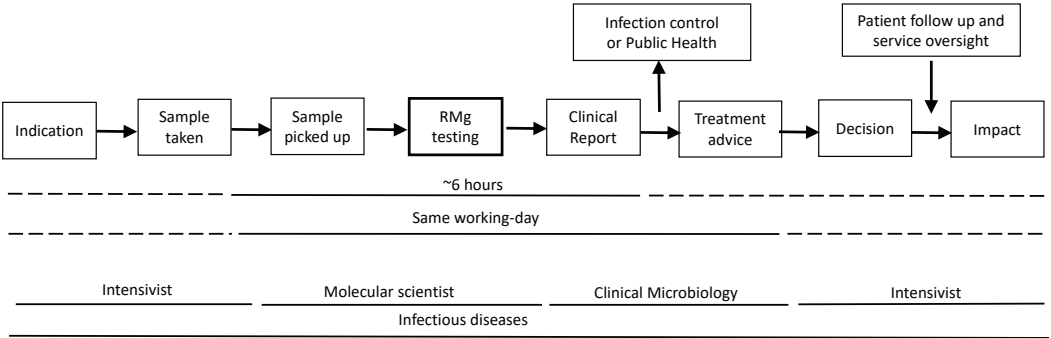 Infection control
or Public Health
Patient follow up and
service oversight
Indication
Sample
taken
Sample
picked up
RMg
testing
Clinical
Report
Treatment
advice
Decision
Impact
~6 hours
Same working-day
Intensivist
Molecular scientist
Clinical Microbiology
Intensivist
Infectious diseases